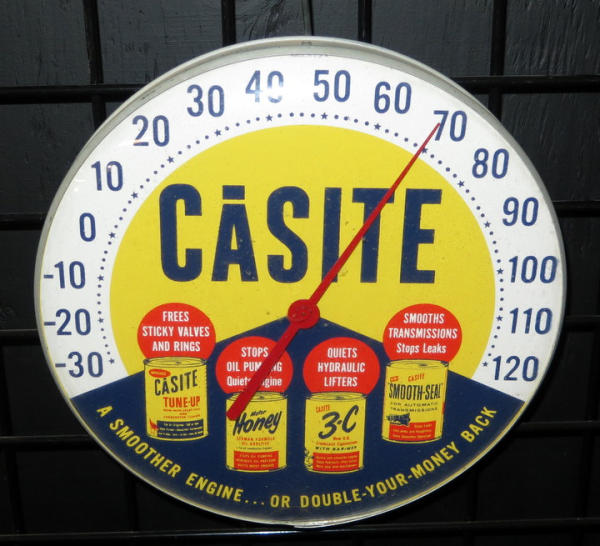 -30
-20
-10
0
10
20
30
40
50
60
70
80
90
100
110
120
CĀSITE
FREES
STICKY VALVES
AND RINGS
STOPS
OIL PUMPING
Quiets Engine
QUIETS
HYDRAULIC
LIFTERS
SMOOTHS
TRANSMISSIONS
Stops Leaks
CĀSITE
TUNE-UP
Motor
Honey
CASITE
3-C
CASITE
SMOOTH-SEAL
FOR AUTOMATIC
TRANSMISSIONS
A SMOOTHER ENGINE... OR DOUBLE-YOUR-MONEY BACK